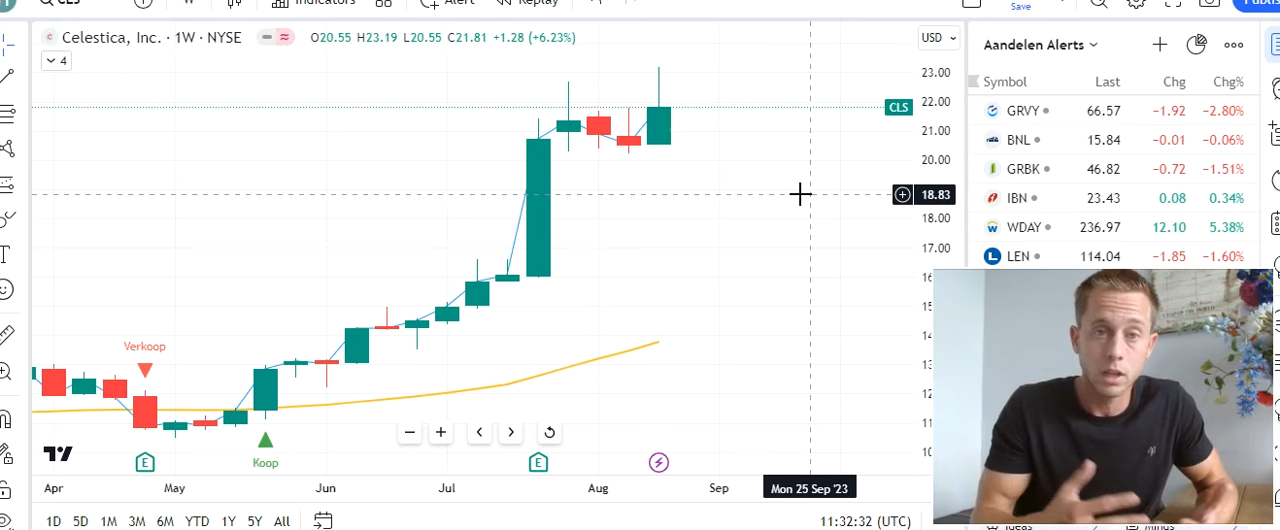 CLS
Indicators
Alert
Replay
Save
Publis
Celestica, Inc. · 1W · NYSE
O20.55 H23.19 L20.55 C21.81 +1.28 (+6.23%)
4
USD
23.00
22.00
CLS
21.00
20.00
18.83
18.00
17.00
15
14
13
12
11
10
Verkoop
Koop
E
E
Apr
May
Jun
Jul
Aug
Sep
Mon 25 Sep '23
1D 5D 1M 3M 6M YTD 1Y 5Y All
11:32:32 (UTC)
Aandelen Alerts
Symbol Last Chg Chg%
GRVY 66.57 −1.92 −2.80%
BNL 15.84 −0.01 −0.06%
GRBK 46.82 −0.72 −1.51%
IBN 23.43 0.08 0.34%
WDAY 236.97 12.10 5.38%
LEN 114.04 −1.85 −1.60%